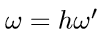 ω = hω′